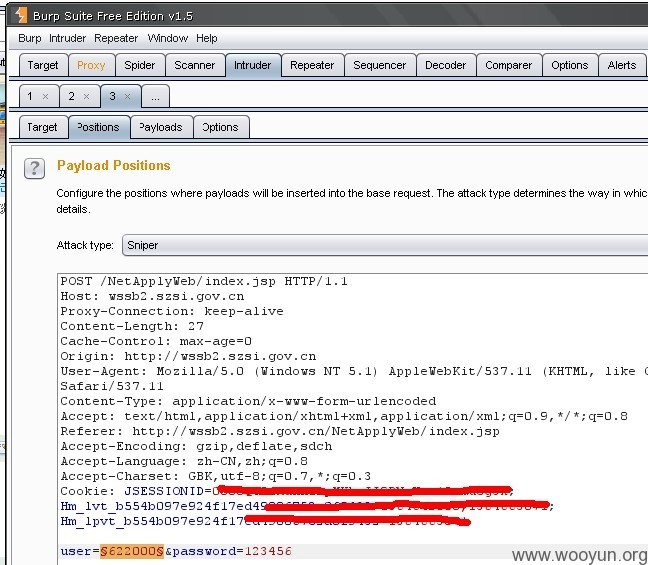 Burp Suite Free Edition v1.5
Burp Intruder Repeater Window Help
Target Proxy Spider Scanner Intruder Repeater Sequencer Decoder Comparer Options Alerts
1 × 2 × 3 × ...
Target Positions Payloads Options
? Payload Positions
Configure the positions where payloads will be inserted into the base request. The attack type determines the way in whic
details.
Attack type: Sniper
POST /NetApplyWeb/index.jsp HTTP/1.1
Host: wssb2.szsi.gov.cn
Proxy-Connection: keep-alive
Content-Length: 27
Cache-Control: max-age=0
Origin: http://wssb2.szsi.gov.cn
User-Agent: Mozilla/5.0 (Windows NT 5.1) AppleWebKit/537.11 (KHTML, like G
Safari/537.11
Content-Type: application/x-www-form-urlencoded
Accept: text/html,application/xhtml+xml,application/xml;q=0.9,*/*;q=0.8
Referer: http://wssb2.szsi.gov.cn/NetApplyWeb/index.jsp
Accept-Encoding: gzip,deflate,sdch
Accept-Language: zh-CN,zh;q=0.8
Accept-Charset: GBK,utf-8;q=0.7,*;q=0.3
Cookie: JSESSIONID=
Hm_lvt_b554b097e924f17ed
Hm_lpvt_b554b097e924f17
user=§622000§&password=123456
www.wooyun.org